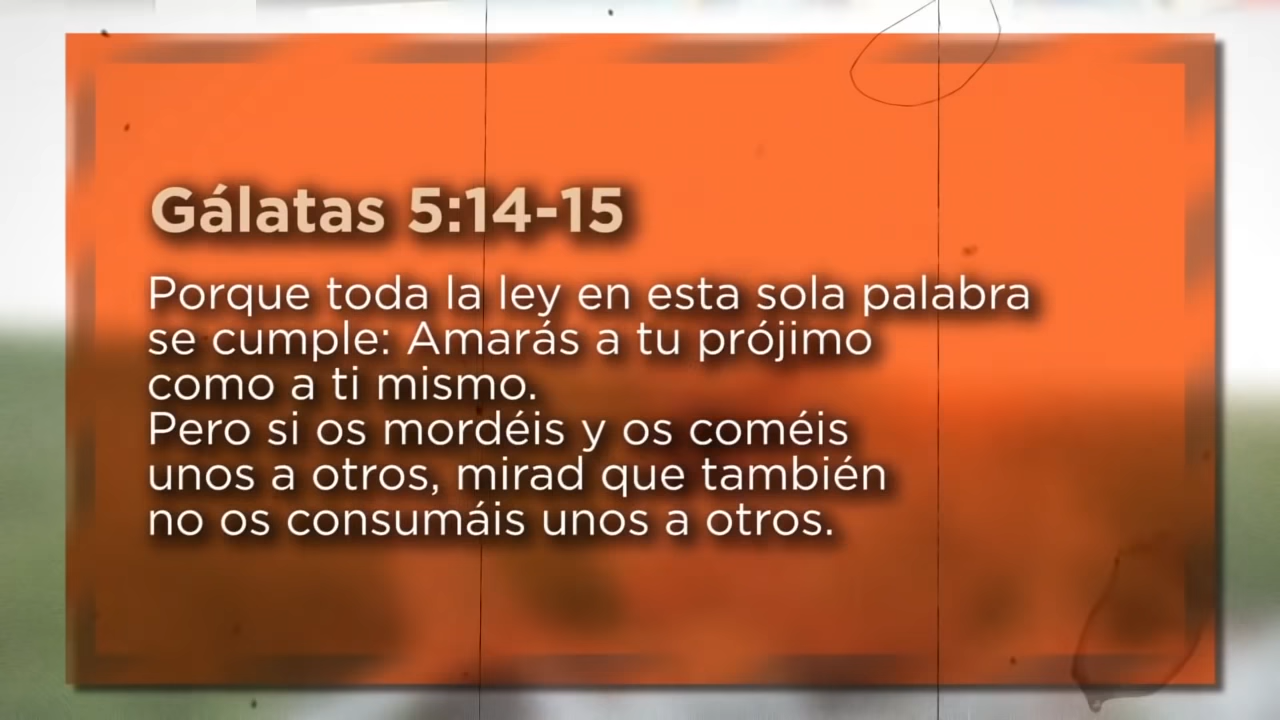 Gálatas 5:14-15
Porque toda la ley en esta sola palabra
se cumple: Amarás a tu prójimo
como a ti mismo.
Pero si os mordéis y os coméis
unos a otros, mirad que también
no os consumáis unos a otros.